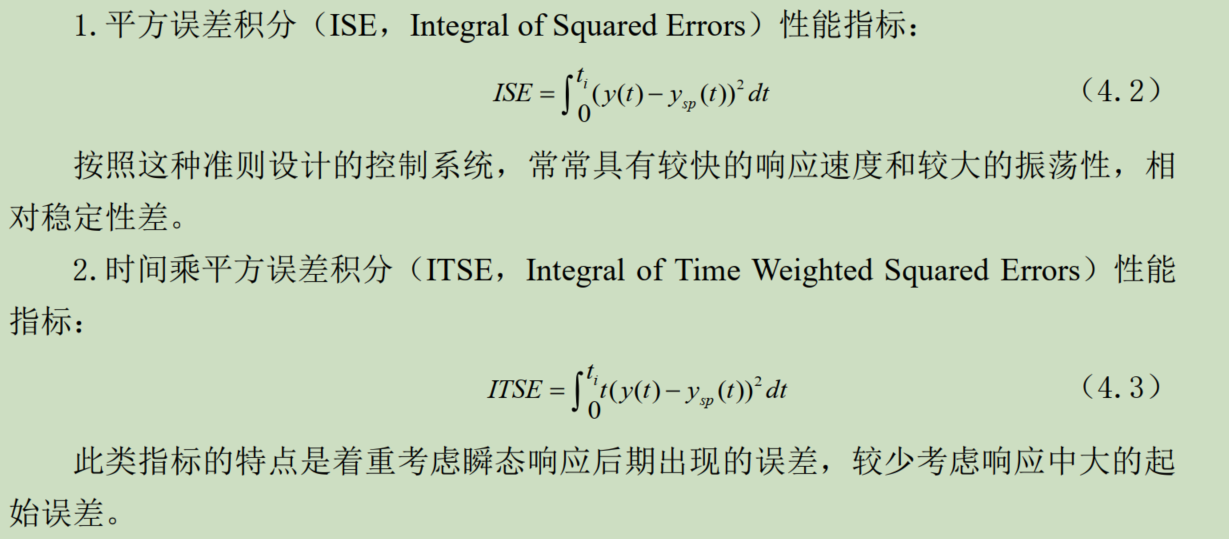 1.平方误差积分（ISE，Integral of Squared Errors）性能指标：
ISE = ∫₀^{t_i} (y(t) − y_{sp}(t))² dt （4.2）
按照这种准则设计的控制系统，常常具有较快的响应速度和较大的振荡性，相
对稳定性差。
2.时间乘平方误差积分（ITSE，Integral of Time Weighted Squared Errors）性能
指标：
ITSE = ∫₀^{t_i} t(y(t) − y_{sp}(t))² dt （4.3）
此类指标的特点是着重考虑瞬态响应后期出现的误差，较少考虑响应中大的起
始误差。